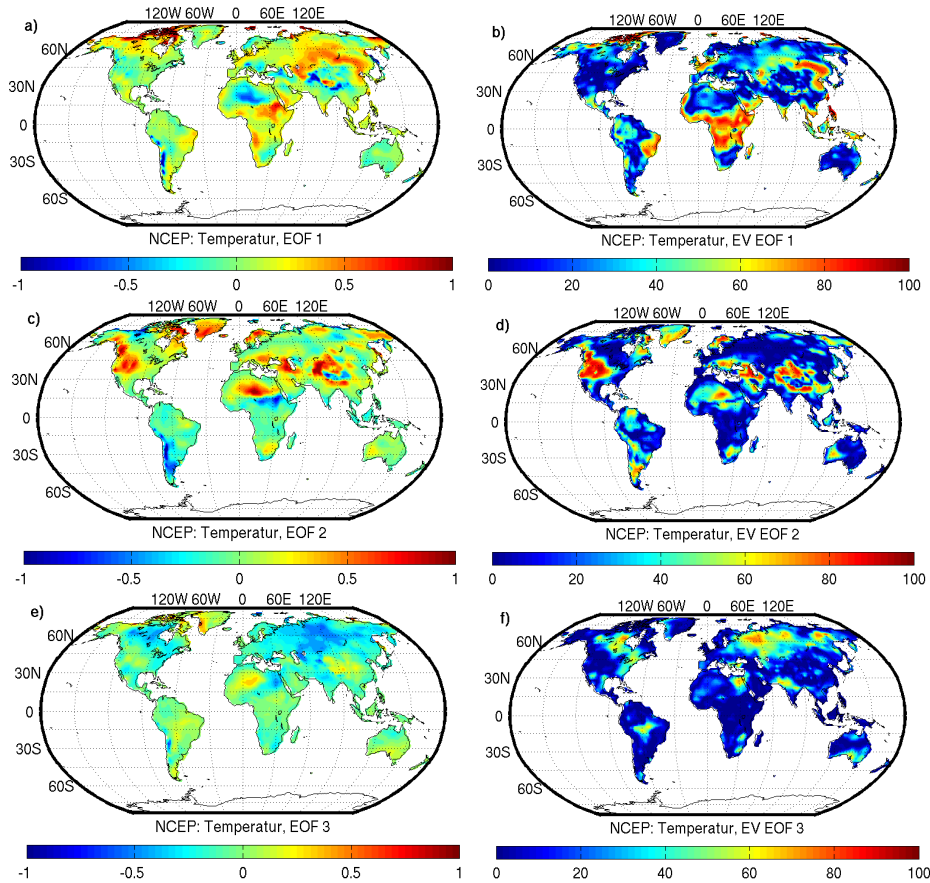 a)
120W 60W 0 60E 120E
60N
30N
0
30S
60S
NCEP: Temperatur, EOF 1
-1 -0.5 0 0.5 1
b)
120W 60W 0 60E 120E
60N
30N
0
30S
60S
NCEP: Temperatur, EV EOF 1
0 20 40 60 80 100
c)
120W 60W 0 60E 120E
60N
30N
0
30S
60S
NCEP: Temperatur, EOF 2
-1 -0.5 0 0.5 1
d)
120W 60W 0 60E 120E
60N
30N
0
30S
60S
NCEP: Temperatur, EV EOF 2
0 20 40 60 80 100
e)
120W 60W 0 60E 120E
60N
30N
0
30S
60S
NCEP: Temperatur, EOF 3
-1 -0.5 0 0.5 1
f)
120W 60W 0 60E 120E
60N
30N
0
30S
60S
NCEP: Temperatur, EV EOF 3
0 20 40 60 80 100